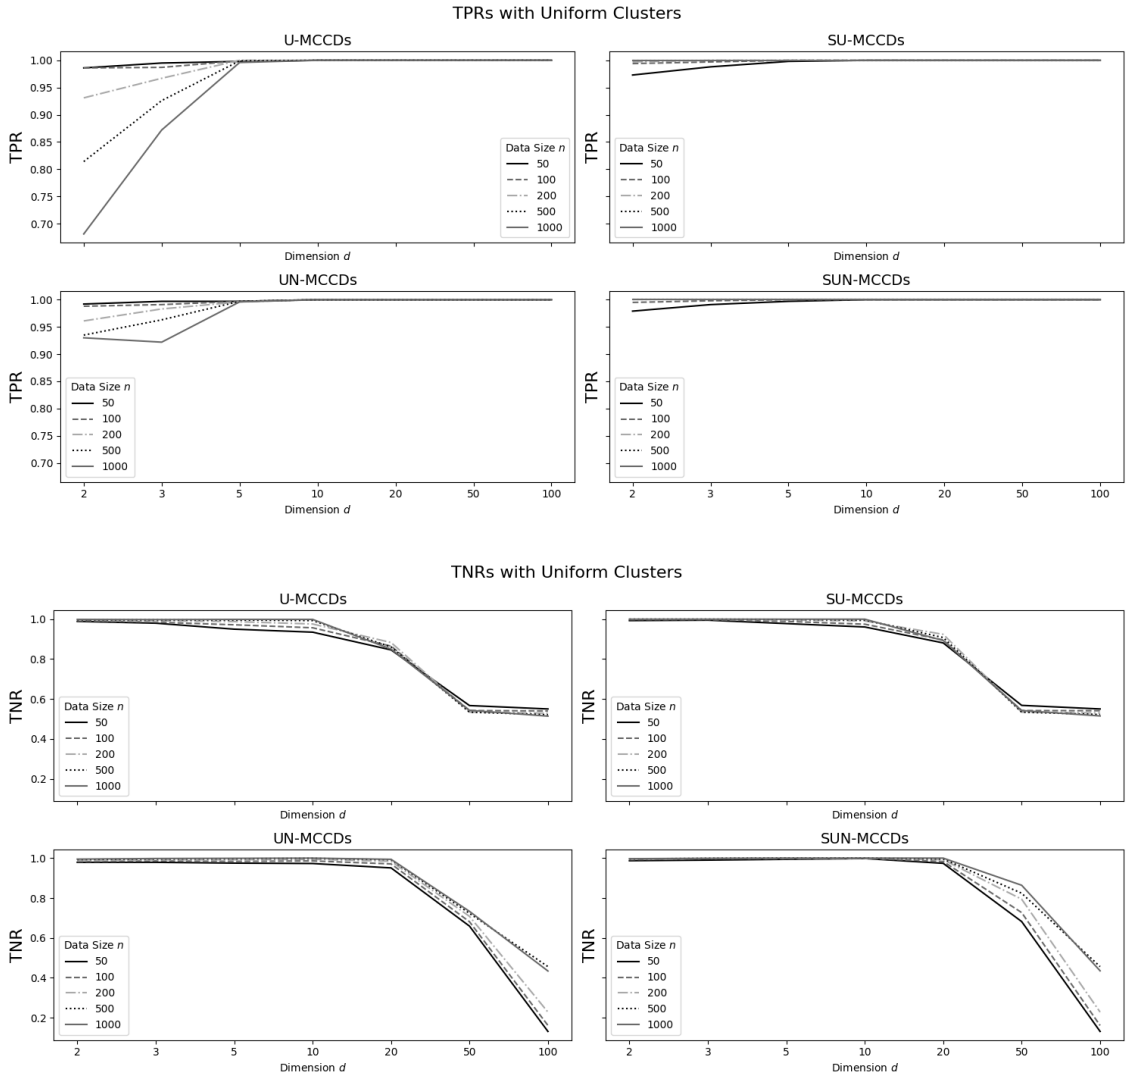 TPRs with Uniform Clusters
U-MCCDs
SU-MCCDs
1.00
0.95
0.90
0.85
0.80
0.75
0.70
TPR
Data Size n
50
100
200
500
1000
Dimension d
TPR
Data Size n
50
100
200
500
1000
Dimension d
UN-MCCDs
SUN-MCCDs
1.00
0.95
0.90
0.85
0.80
0.75
0.70
TPR
Data Size n
50
100
200
500
1000
2 3 5 10 20 50 100
Dimension d
TPR
Data Size n
50
100
200
500
1000
2 3 5 10 20 50 100
Dimension d
TNRs with Uniform Clusters
U-MCCDs
SU-MCCDs
1.0
0.8
0.6
0.4
0.2
TNR
Data Size n
50
100
200
500
1000
Dimension d
TNR
Data Size n
50
100
200
500
1000
Dimension d
UN-MCCDs
SUN-MCCDs
1.0
0.8
0.6
0.4
0.2
TNR
Data Size n
50
100
200
500
1000
2 3 5 10 20 50 100
Dimension d
TNR
Data Size n
50
100
200
500
1000
2 3 5 10 20 50 100
Dimension d